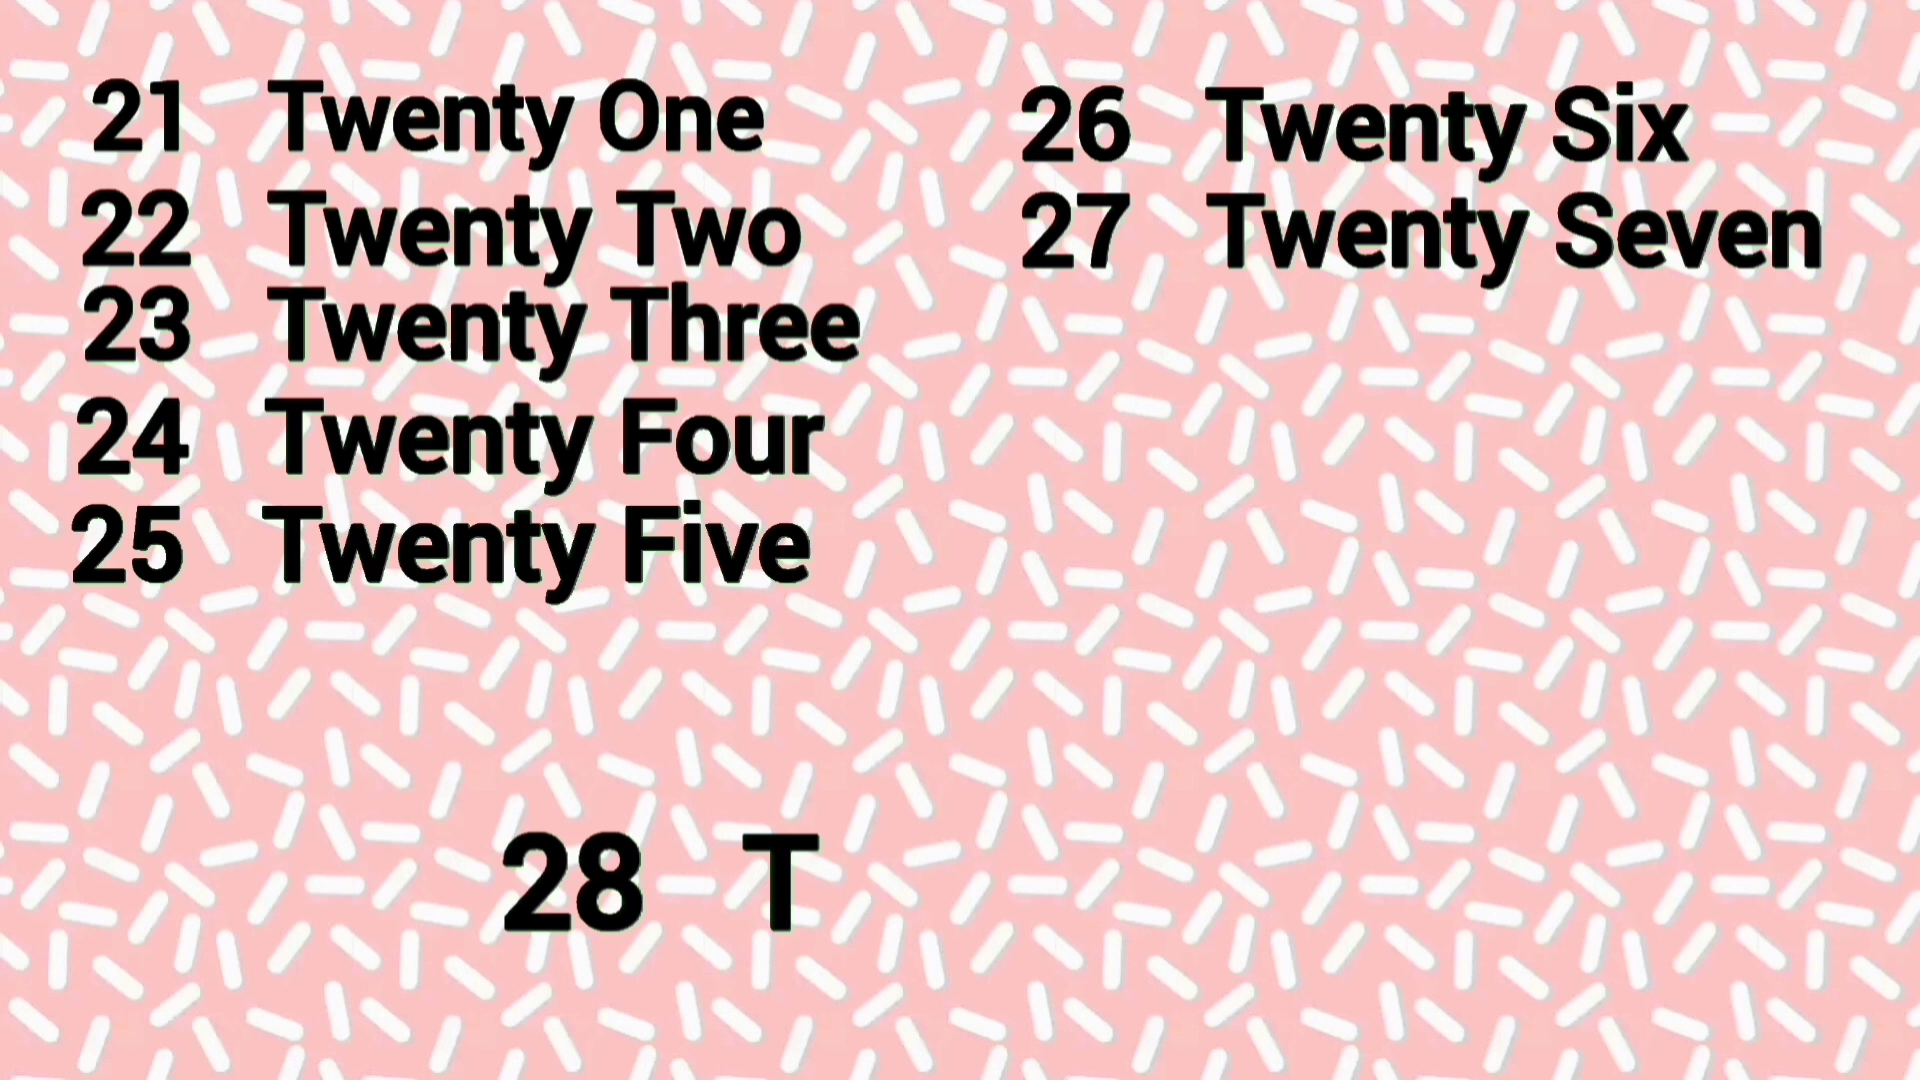 21 Twenty One
22 Twenty Two
23 Twenty Three
24 Twenty Four
25 Twenty Five
26 Twenty Six
27 Twenty Seven
28 T